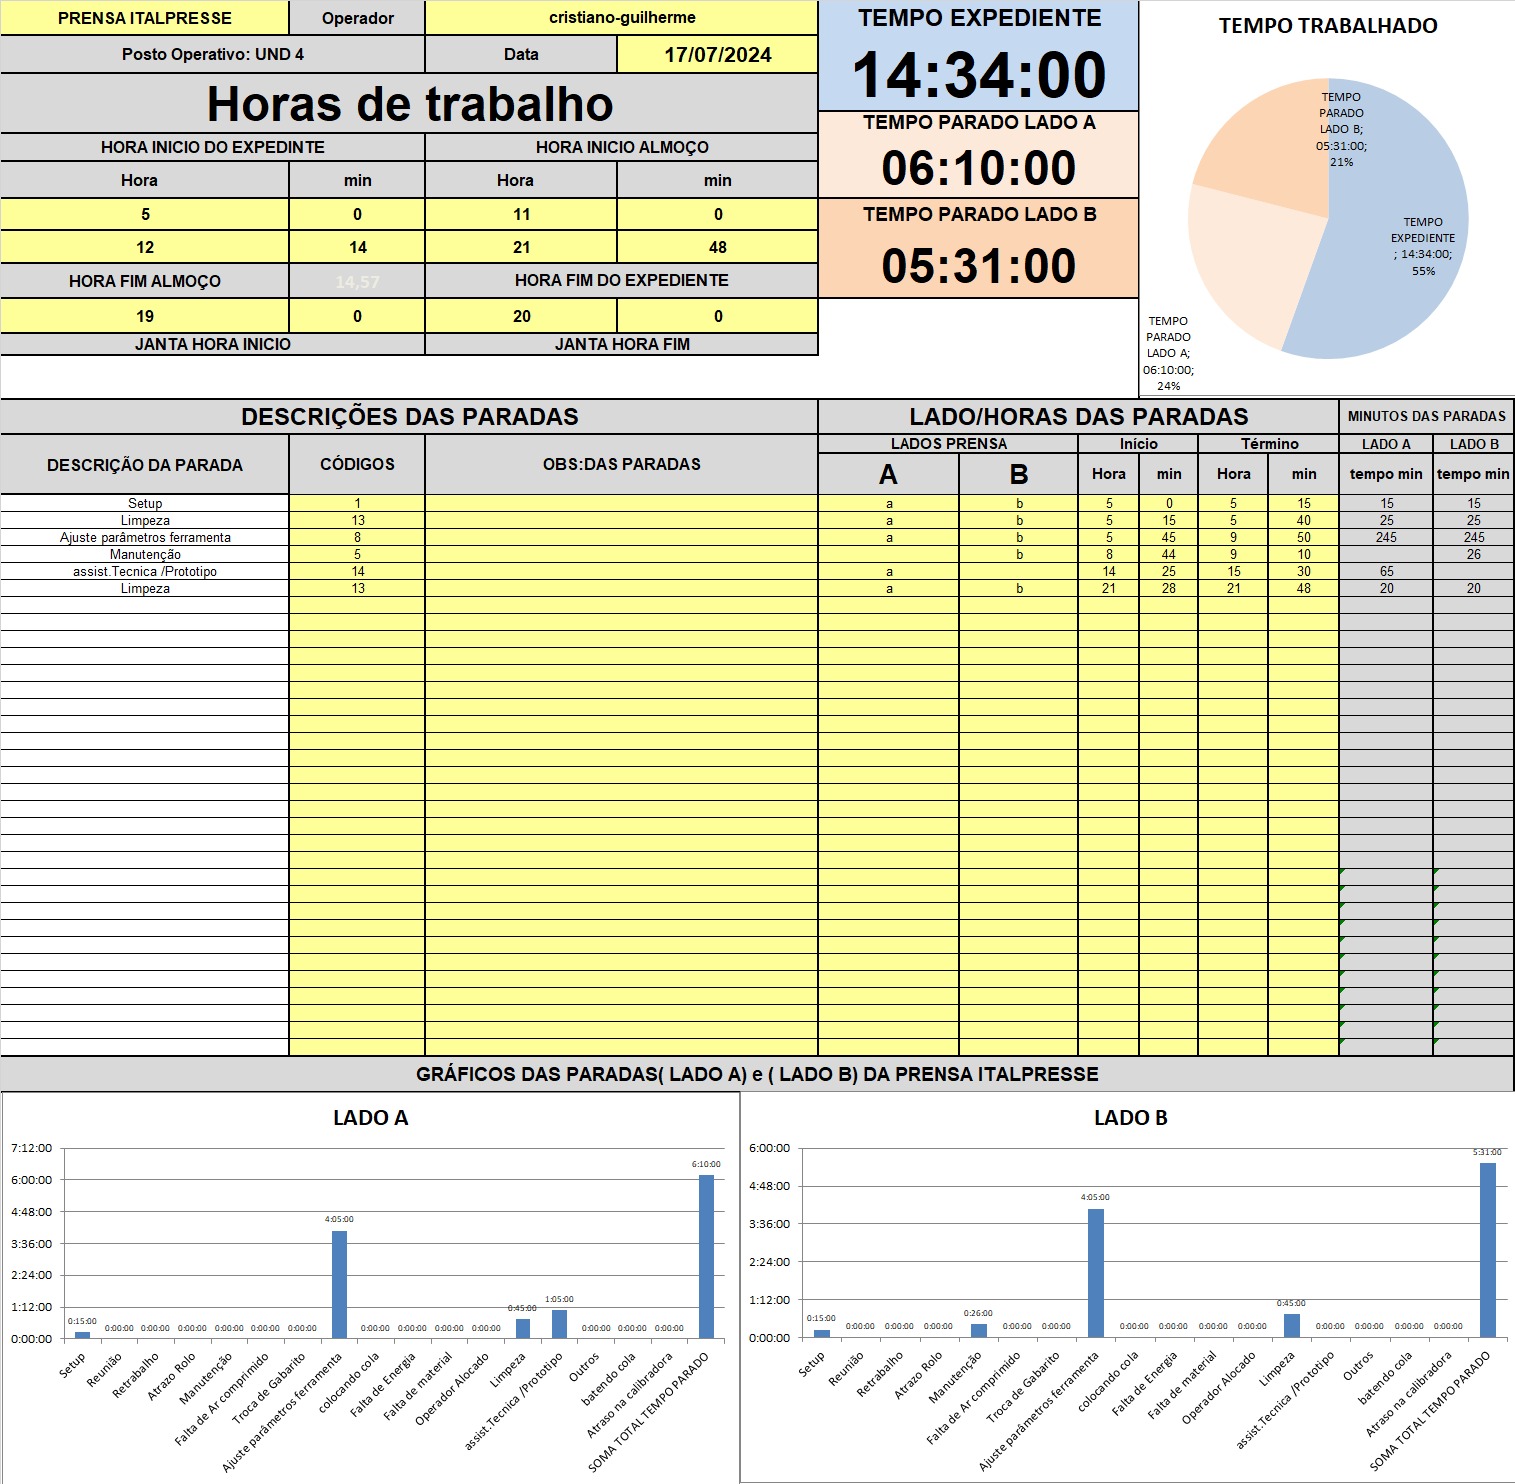 PRENSA ITALPRESSE Operador cristiano-guilherme
Posto Operativo: UND 4 Data 17/07/2024
Horas de trabalho
HORA INICIO DO EXPEDINTE HORA INICIO ALMOÇO
Hora min Hora min
5 0 11 0
12 14 21 48
HORA FIM ALMOÇO 14,57 HORA FIM DO EXPEDIENTE
19 0 20 0
JANTA HORA INICIO JANTA HORA FIM
TEMPO EXPEDIENTE
14:34:00
TEMPO PARADO LADO A
06:10:00
TEMPO PARADO LADO B
05:31:00
TEMPO TRABALHADO
TEMPO
PARADO
LADO B;
05:31:00;
21%
TEMPO
EXPEDIENTE
; 14:34:00;
55%
TEMPO
PARADO
LADO A;
06:10:00;
24%
DESCRIÇÕES DAS PARADAS LADO/HORAS DAS PARADAS MINUTOS DAS PARADAS
DESCRIÇÃO DA PARADA CÓDIGOS OBS:DAS PARADAS LADOS PRENSA Início Término LADO A LADO B
A B Hora min Hora min tempo min tempo min
Setup 1 a b 5 0 5 15 15 15
Limpeza 13 a b 5 15 5 40 25 25
Ajuste parâmetros ferramenta 8 a b 5 45 9 50 245 245
Manutenção 5 b 8 44 9 10 26
assist.Tecnica /Prototipo 14 a 14 25 15 30 65
Limpeza 13 a b 21 28 21 48 20 20
GRÁFICOS DAS PARADAS( LADO A) e ( LADO B) DA PRENSA ITALPRESSE
LADO A
7:12:00
6:00:00
4:48:00
3:36:00
2:24:00
1:12:00
0:00:00
0:15:00 0:00:00 0:00:00 0:00:00 0:00:00 0:00:00 0:00:00 4:05:00 0:00:00 0:00:00 0:00:00 0:00:00 0:45:00 1:05:00 0:00:00 0:00:00 0:00:00 6:10:00
Setup
Reunião
Retrabalho
Atrazo Rolo
Manutenção
Falta de Ar comprimido
Troca de Gabarito
Ajuste parâmetros ferramenta
colocando cola
Falta de Energia
Falta de material
Operador Alocado
Limpeza
assist.Tecnica /Prototipo
Outros
batendo cola
Atraso na calibradora
SOMA TOTAL TEMPO PARADO
LADO B
6:00:00
4:48:00
3:36:00
2:24:00
1:12:00
0:00:00
0:15:00 0:00:00 0:00:00 0:00:00 0:26:00 0:00:00 0:00:00 4:05:00 0:00:00 0:00:00 0:00:00 0:00:00 0:45:00 0:00:00 0:00:00 0:00:00 0:00:00 5:31:00
Setup
Reunião
Retrabalho
Atrazo Rolo
Manutenção
Falta de Ar comprimido
Troca de Gabarito
Ajuste parâmetros ferramenta
colocando cola
Falta de Energia
Falta de material
Operador Alocado
Limpeza
assist.Tecnica /Prototipo
Outros
batendo cola
Atraso na calibradora
SOMA TOTAL TEMPO PARADO